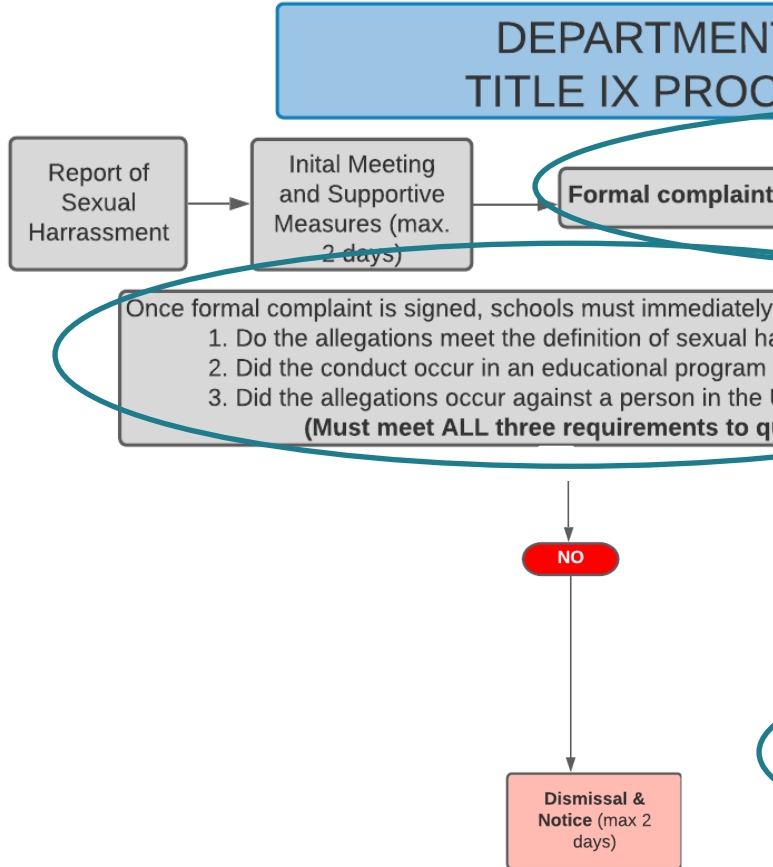 DEPARTMENT
TITLE IX PROC
Report of
Sexual
Harrassment
Inital Meeting
and Supportive
Measures (max.
2 days)
Formal complaint
Once formal complaint is signed, schools must immediately
1. Do the allegations meet the definition of sexual ha
2. Did the conduct occur in an educational program
3. Did the allegations occur against a person in the U
(Must meet ALL three requirements to qu
NO
Dismissal &
Notice (max 2
days)